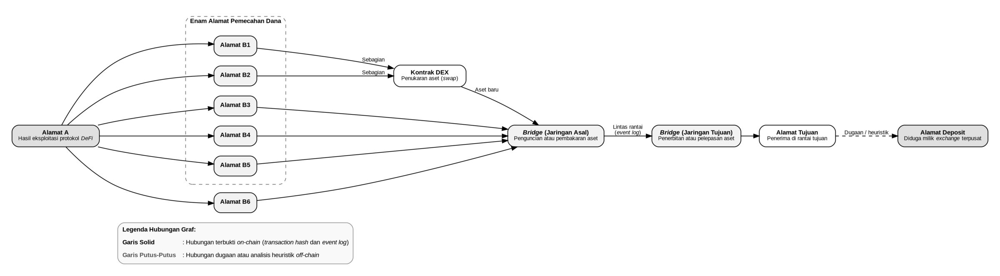 Enam Alamat Pemecahan Dana
Alamat B1
Sebagian
Kontrak DEX
Penukaran aset (swap)
Alamat B2
Sebagian
Aset baru
Alamat B3
Alamat A
Hasil eksploitasi protokol DeFi
Alamat B4
Bridge (Jaringan Asal)
Penguncian atau pembakaran aset
Lintas rantai
(event log)
Bridge (Jaringan Tujuan)
Penerbitan atau pelepasan aset
Alamat Tujuan
Penerima di rantai tujuan
Dugaan / heuristik
Alamat Deposit
Diduga milik exchange terpusat
Alamat B5
Alamat B6
Legenda Hubungan Graf:
Garis Solid : Hubungan terbukti on-chain (transaction hash dan event log)
Garis Putus-Putus : Hubungan dugaan atau analisis heuristik off-chain